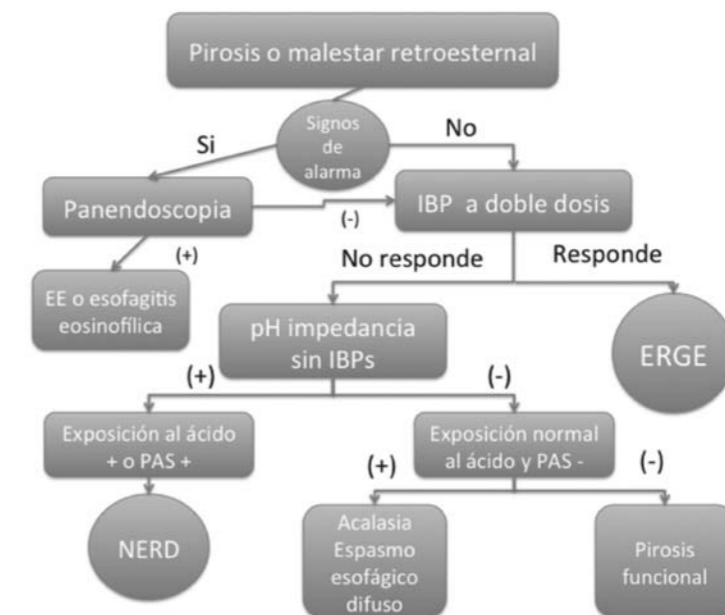 Pirosis o malestar retroesternal
Signos
de
alarma
Si
No
Panendoscopia
(-)
IBP a doble dosis
(+)
No responde
Responde
EE o esofagitis
eosinofílica
pH impedancia
sin IBPs
ERGE
(+)
(-)
Exposición al ácido
+ o PAS +
Exposición normal
al ácido y PAS -
(+)
(-)
NERD
Acalasia
Espasmo
esofágico
difuso
Pirosis
funcional